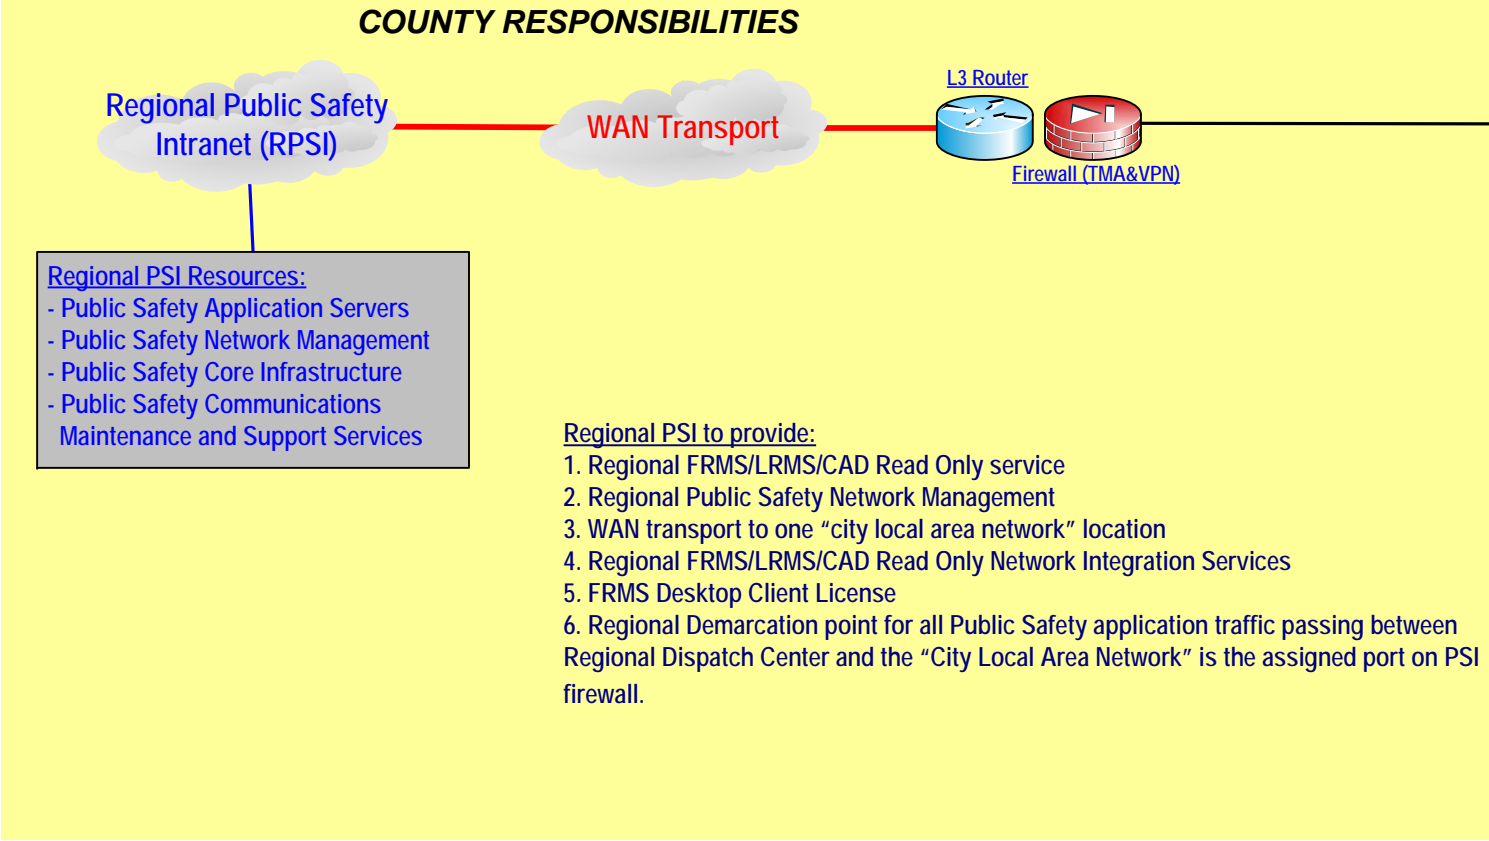 COUNTY RESPONSIBILITIES
Regional Public Safety
Intranet (RPSI)
WAN Transport
L3 Router
Firewall (TMA&VPN)
Regional PSI Resources:
- Public Safety Application Servers
- Public Safety Network Management
- Public Safety Core Infrastructure
- Public Safety Communications
Maintenance and Support Services
Regional PSI to provide:
1. Regional FRMS/LRMS/CAD Read Only service
2. Regional Public Safety Network Management
3. WAN transport to one “city local area network” location
4. Regional FRMS/LRMS/CAD Read Only Network Integration Services
5. FRMS Desktop Client License
6. Regional Demarcation point for all Public Safety application traffic passing between
Regional Dispatch Center and the “City Local Area Network” is the assigned port on PSI
firewall.